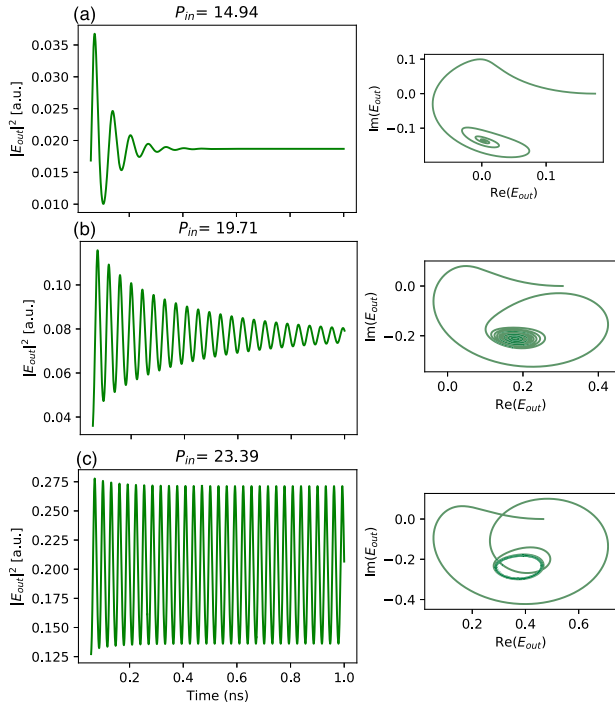 (a)
P_in = 14.94
|E_out|^2 [a.u.]
0.035
0.030
0.025
0.020
0.015
0.010
Im(E_out)
0.1
0.0
−0.1
0.0
0.1
Re(E_out)
(b)
P_in = 19.71
|E_out|^2 [a.u.]
0.10
0.08
0.06
0.04
Im(E_out)
0.0
−0.2
0.0
0.2
0.4
Re(E_out)
(c)
P_in = 23.39
|E_out|^2 [a.u.]
0.275
0.250
0.225
0.200
0.175
0.150
0.125
0.2
0.4
0.6
0.8
1.0
Time (ns)
Im(E_out)
0.0
−0.2
−0.4
0.2
0.4
0.6
Re(E_out)